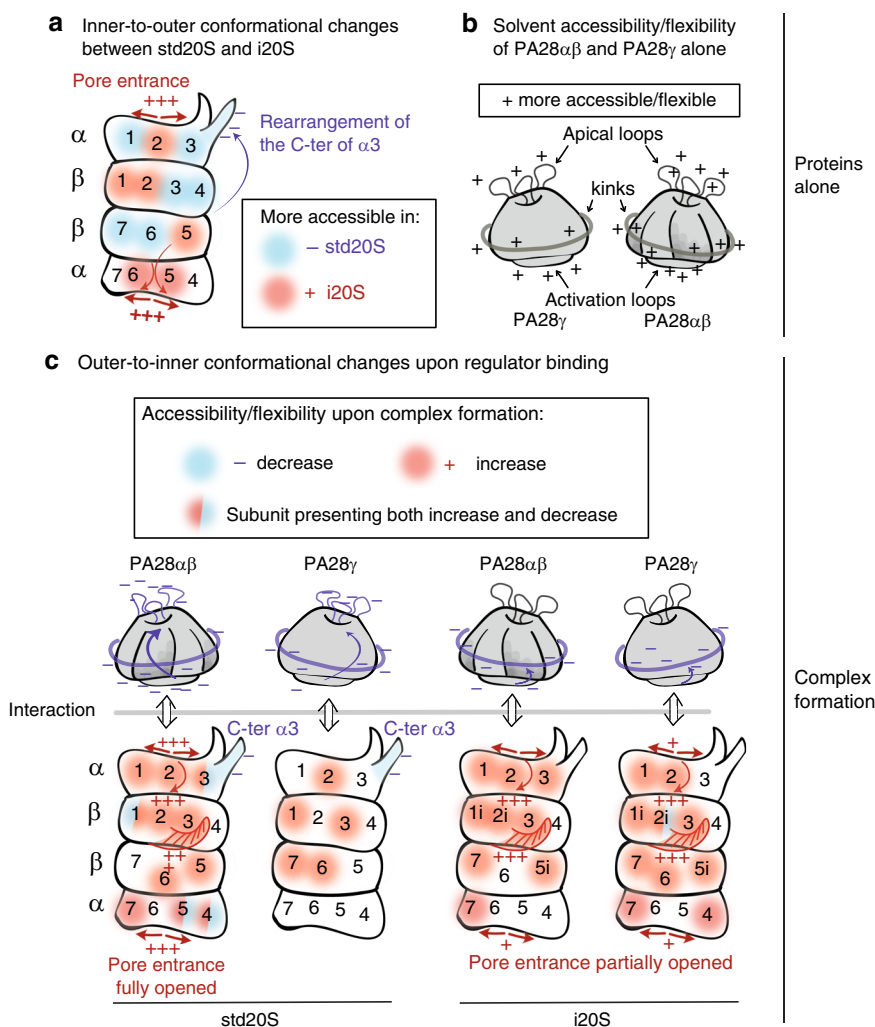 a Inner-to-outer conformational changes
between std20S and i20S
Pore entrance
+++
α 1 2 3
Rearrangement of
the C-ter of α3
β 1 2 3 4
β 7 6 5
α 7 6 5 4
+++
More accessible in:
− std20S
+ i20S
b Solvent accessibility/flexibility
of PA28αβ and PA28γ alone
+ more accessible/flexible
Apical loops
kinks
Activation loops
PA28γ PA28αβ
Proteins
alone
c Outer-to-inner conformational changes upon regulator binding
Accessibility/flexibility upon complex formation:
− decrease + increase
Subunit presenting both increase and decrease
PA28αβ PA28γ PA28αβ PA28γ
Interaction
C-ter α3 C-ter α3
Complex
formation
+++ +++ +
α 1 2 3 1 2 3 1 2 3 1 2 3
+++ +++ +++
β 1 2 3 4 1 2 3 4 1i 2i 3 4 1i 2i 3 4
++ +++ +++
+
β 7 6 5 7 6 5 7 6 5i 7 6 5i
α 7 6 5 4 7 6 5 4 7 6 5 4 7 6 5 4
+++ + +
Pore entrance
fully opened
Pore entrance partially opened
std20S i20S